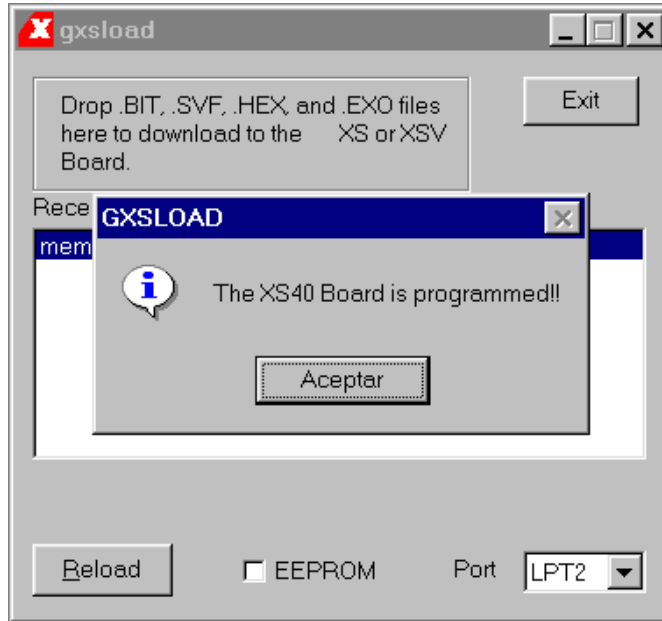 gxsload
Drop .BIT, .SVF, .HEX, and .EXO files
here to download to the XS or XSV
Board.
Exit
Rece
GXSLOAD
mem
The XS40 Board is programmed!!
Aceptar
Reload
EEPROM
Port
LPT2